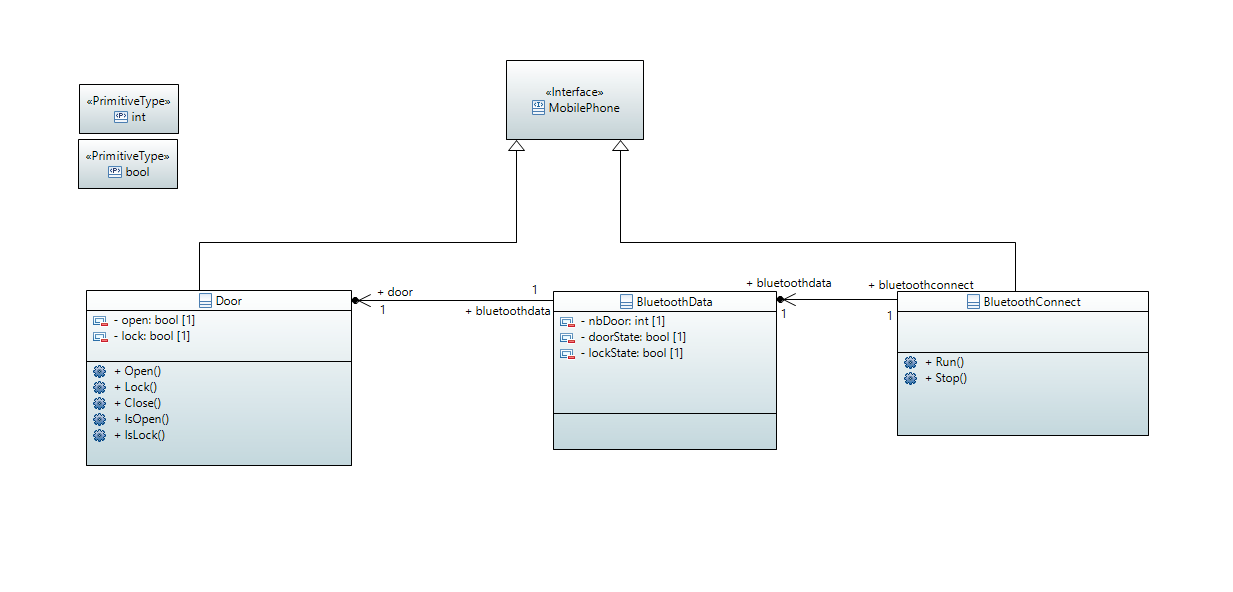 «PrimitiveType»
int
«PrimitiveType»
bool
«Interface»
MobilePhone
Door
- open: bool [1]
- lock: bool [1]
+ Open()
+ Lock()
+ Close()
+ IsOpen()
+ IsLock()
+ door
1
1
+ bluetoothdata
BluetoothData
- nbDoor: int [1]
- doorState: bool [1]
- lockState: bool [1]
+ bluetoothdata
1
+ bluetoothconnect
1
BluetoothConnect
+ Run()
+ Stop()